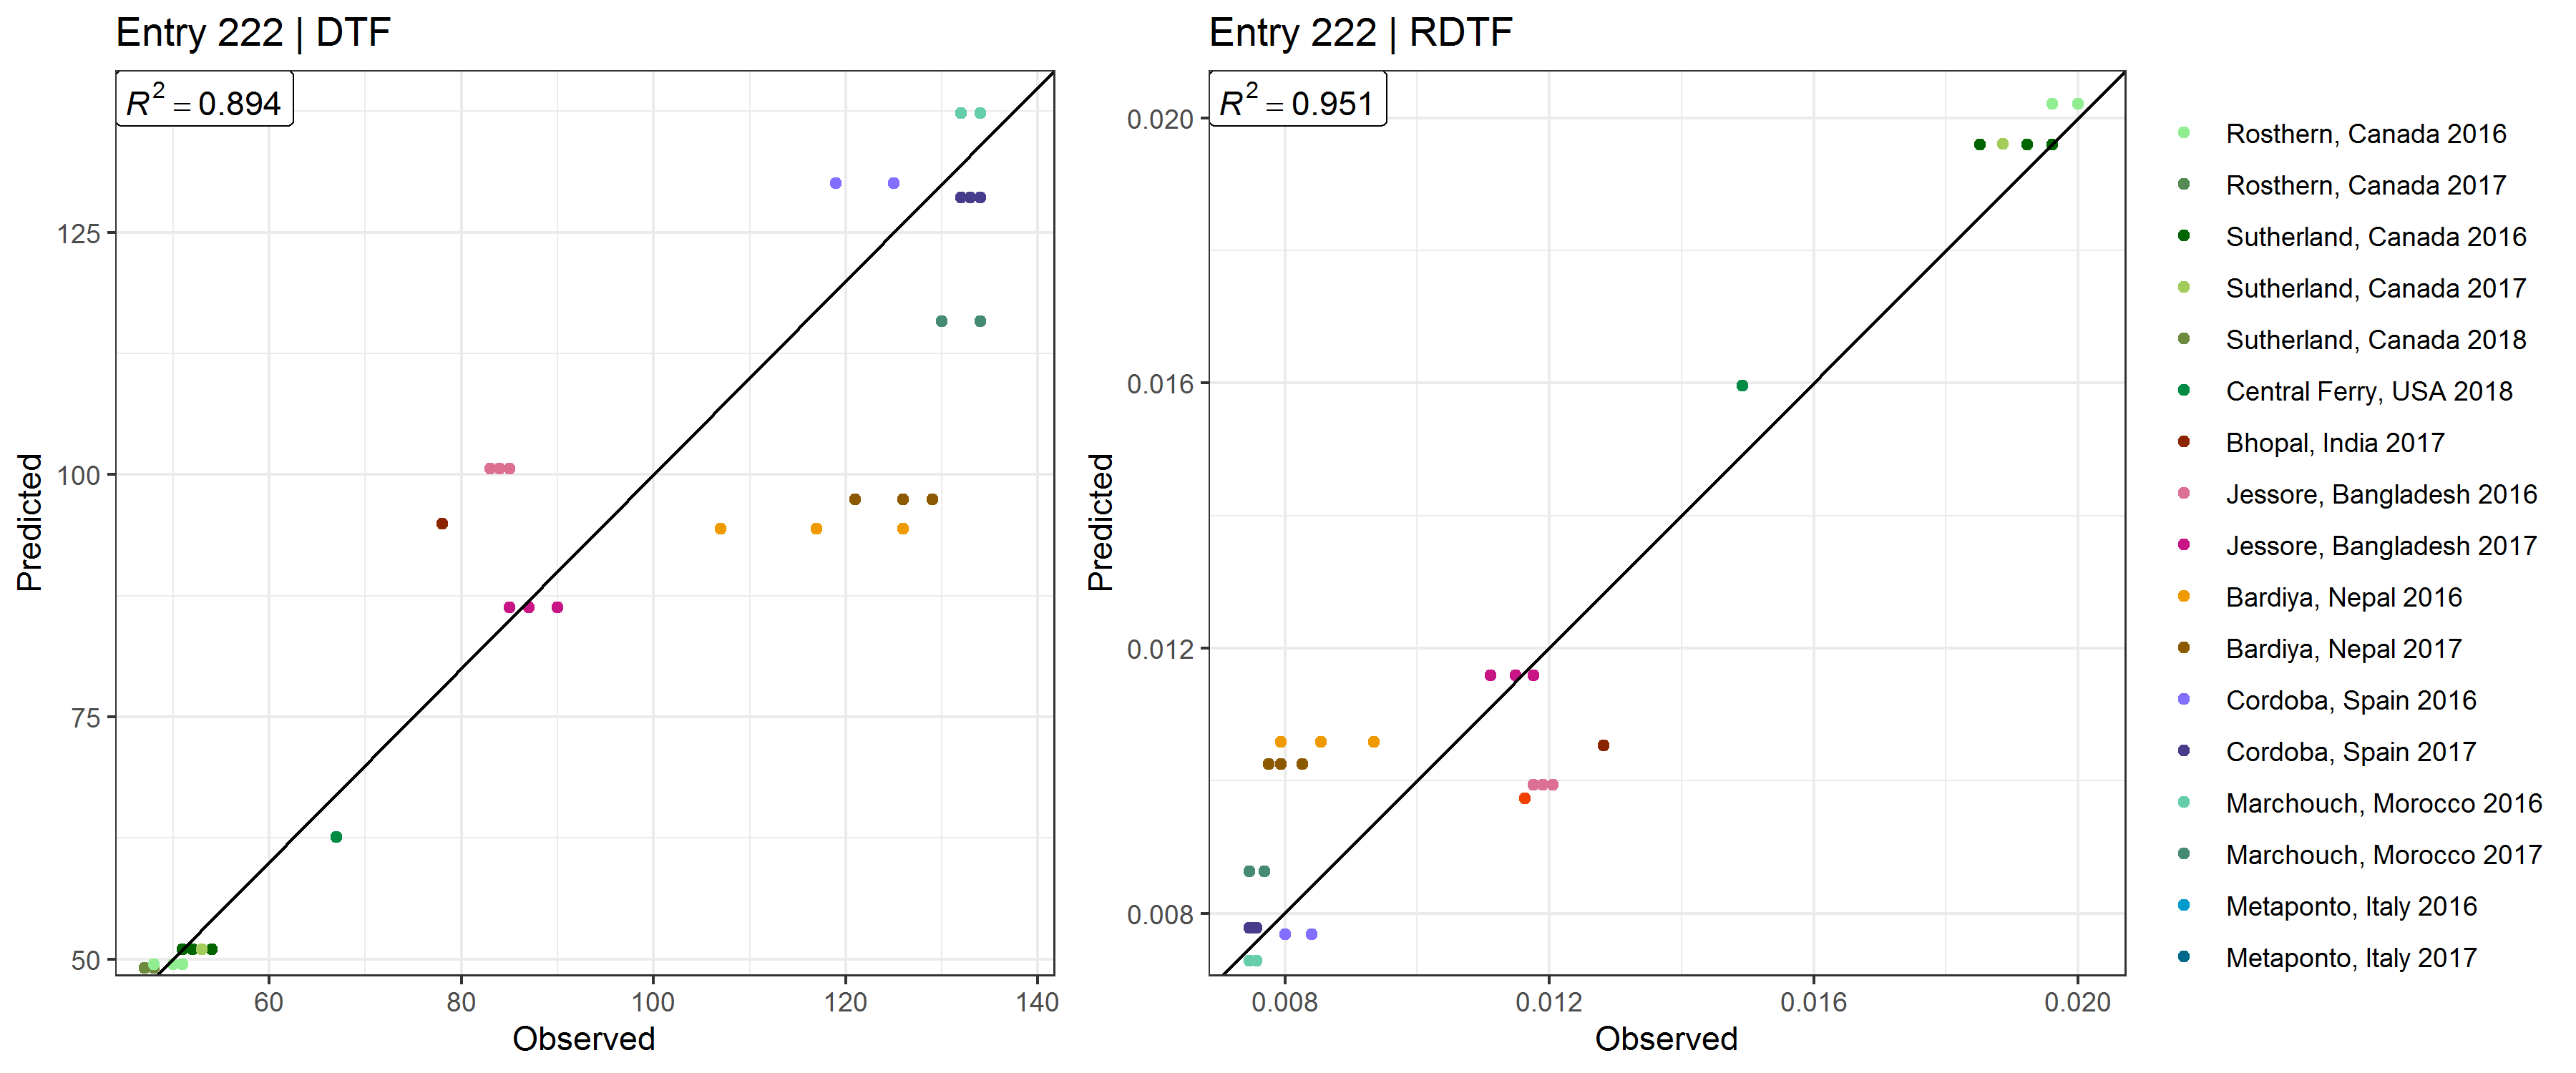 Entry 222 | DTF
R² = 0.894
125
100
75
50
Predicted
60 80 100 120 140
Observed
Entry 222 | RDTF
R² = 0.951
0.020
0.016
0.012
0.008
Predicted
0.008 0.012 0.016 0.020
Observed
Rosthern, Canada 2016
Rosthern, Canada 2017
Sutherland, Canada 2016
Sutherland, Canada 2017
Sutherland, Canada 2018
Central Ferry, USA 2018
Bhopal, India 2017
Jessore, Bangladesh 2016
Jessore, Bangladesh 2017
Bardiya, Nepal 2016
Bardiya, Nepal 2017
Cordoba, Spain 2016
Cordoba, Spain 2017
Marchouch, Morocco 2016
Marchouch, Morocco 2017
Metaponto, Italy 2016
Metaponto, Italy 2017